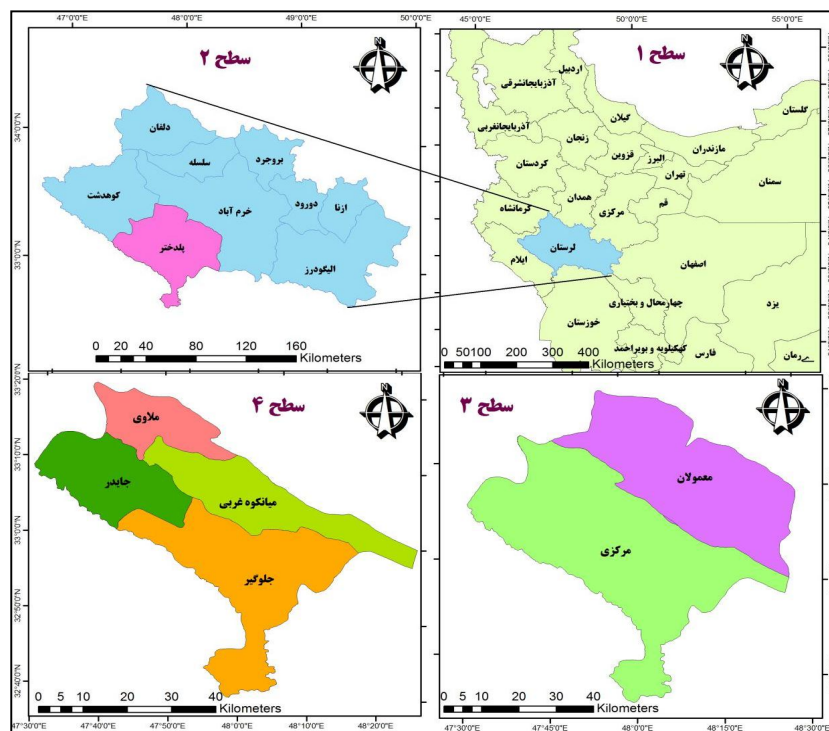 سطح ۱
45°0'0"E
50°0'0"E
55°0'0"E
اردبیل
آذربایجانشرقی
آذربایجانغربی
گیلان
گلستان
زنجان
مازندران
کردستان
قزوین
البرز
تهران
سمنان
همدان
قم
مرکزی
کرمانشاه
لرستان
ایلام
اصفهان
چهارمحال و بختیاری
یزد
خوزستان
کهکیلویه و بویراحمد
فارس
رمان
0 50100 200 300 400
Kilometers
سطح ۲
47°0'0"E
48°0'0"E
49°0'0"E
50°0'0"E
34°0'0"N
33°0'0"N
دلفان
بروجرد
سلسله
کوهدشت
خرم آباد
دورود
ازنا
پلدختر
الیگودرز
0 20 40 80 120 160
Kilometers
سطح ۳
معمولان
مرکزی
0 5 10 20 30 40
Kilometers
47°30'0"E
47°45'0"E
48°0'0"E
48°15'0"E
48°30'0"E
سطح ۴
33°20'0"N
33°10'0"N
33°0'0"N
32°50'0"N
32°40'0"N
ملاوی
جایدر
میانکوه غربی
جلوگیر
0 5 10 20 30 40
Kilometers
47°30'0"E
47°40'0"E
47°50'0"E
48°0'0"E
48°10'0"E
48°20'0"E
N
N
N
N